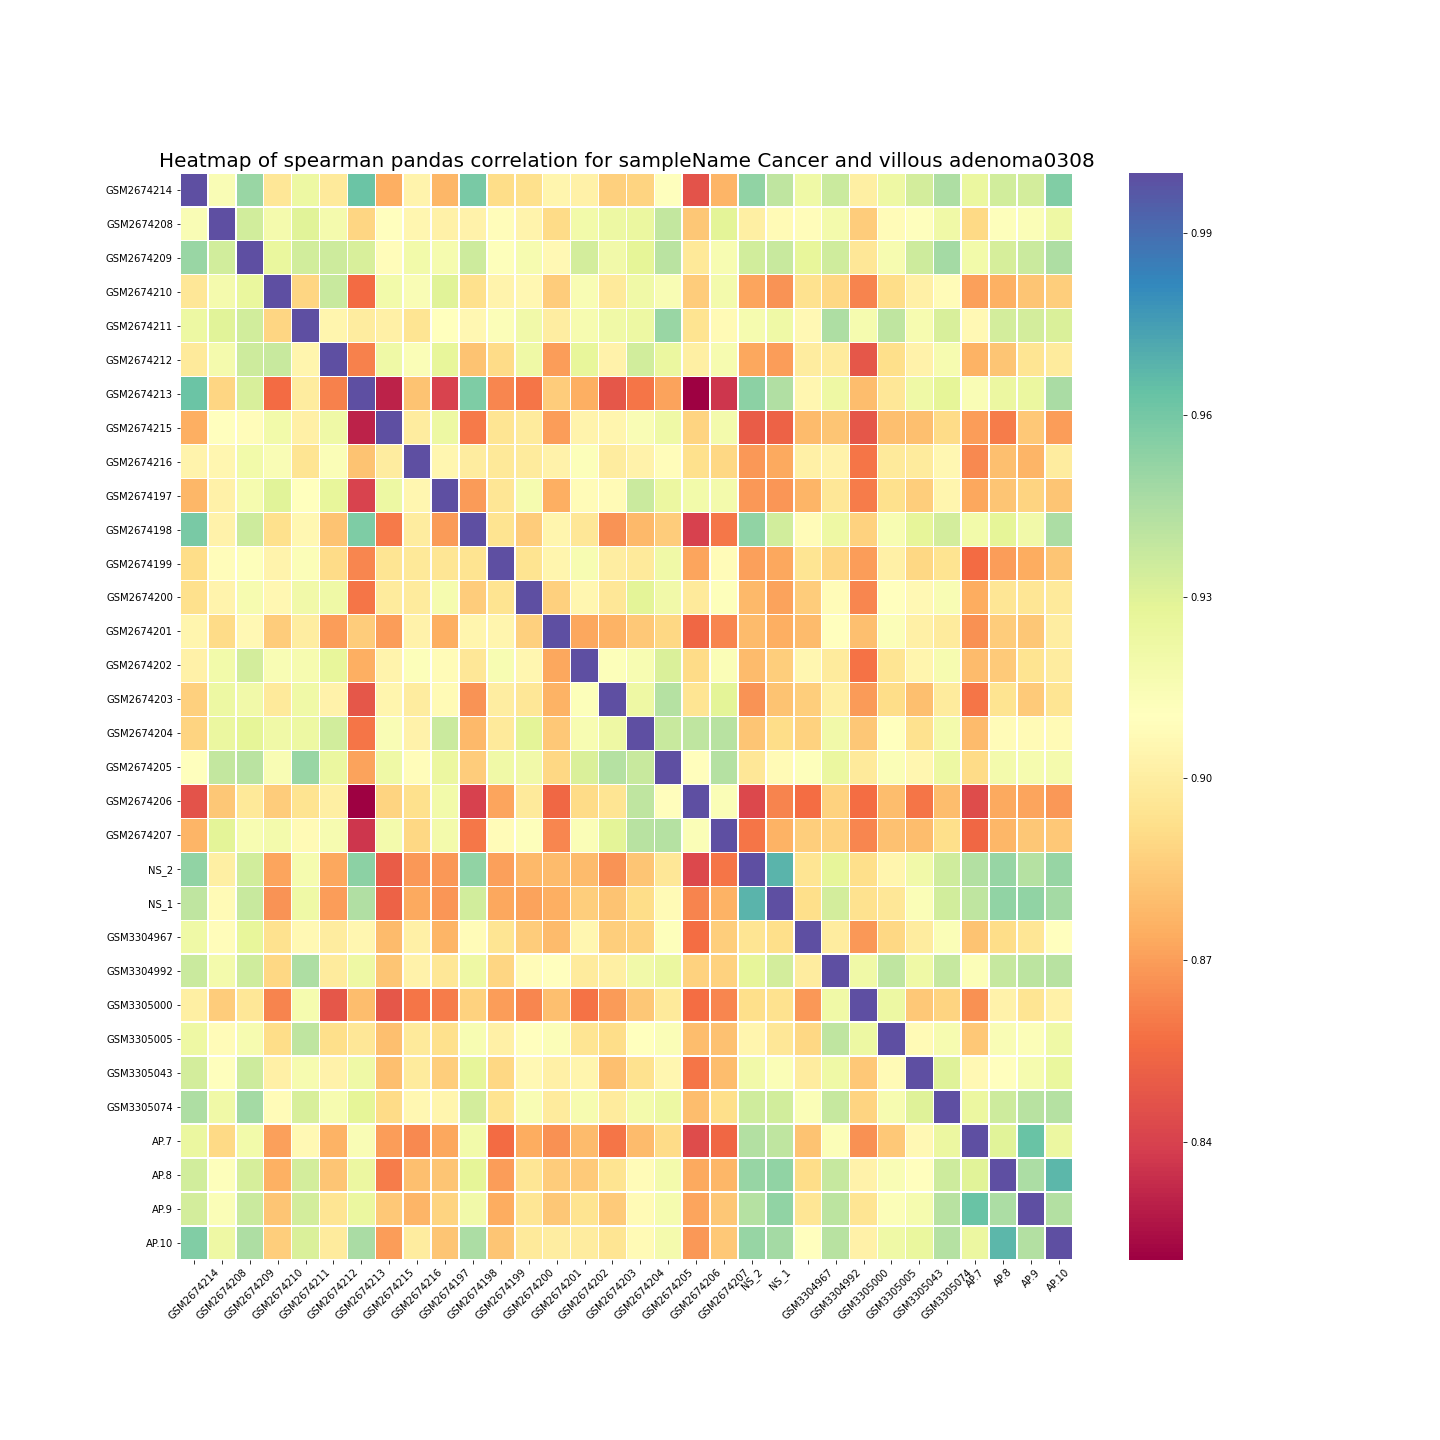 Heatmap of spearman pandas correlation for sampleName Cancer and villous adenoma0308
GSM2674214
GSM2674208
GSM2674209
GSM2674210
GSM2674211
GSM2674212
GSM2674213
GSM2674215
GSM2674216
GSM2674197
GSM2674198
GSM2674199
GSM2674200
GSM2674201
GSM2674202
GSM2674203
GSM2674204
GSM2674205
GSM2674206
GSM2674207
NS_2
NS_1
GSM3304967
GSM3304992
GSM3305000
GSM3305005
GSM3305043
GSM3305074
AP.7
AP.8
AP.9
AP.10
GSM2674214
GSM2674208
GSM2674209
GSM2674210
GSM2674211
GSM2674212
GSM2674213
GSM2674215
GSM2674216
GSM2674197
GSM2674198
GSM2674199
GSM2674200
GSM2674201
GSM2674202
GSM2674203
GSM2674204
GSM2674205
GSM2674206
GSM2674207
NS_2
NS_1
GSM3304967
GSM3304992
GSM3305000
GSM3305005
GSM3305043
GSM3305074
AP.7
AP.8
AP.9
AP.10
0.99
0.96
0.93
0.90
0.87
0.84